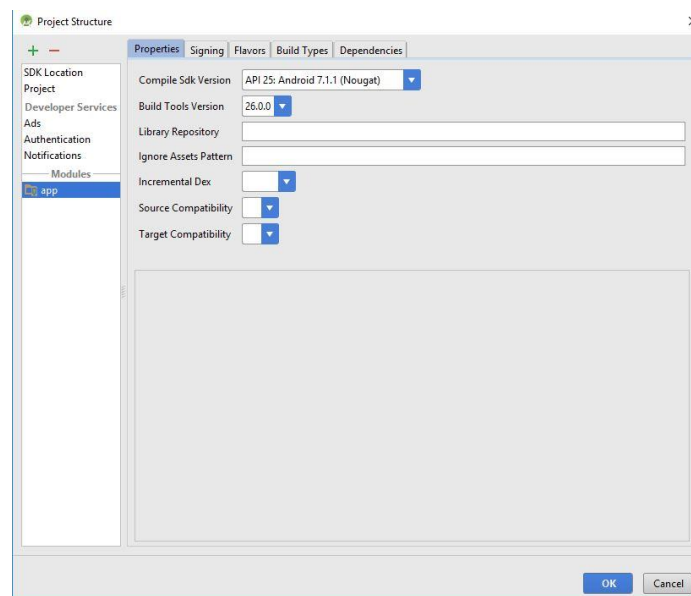 Project Structure
Properties Signing Flavors Build Types Dependencies
SDK Location
Project
Developer Services
Ads
Authentication
Notifications
Modules
app
Compile Sdk Version API 25: Android 7.1.1 (Nougat)
Build Tools Version 26.0.0
Library Repository
Ignore Assets Pattern
Incremental Dex
Source Compatibility
Target Compatibility
OK Cancel